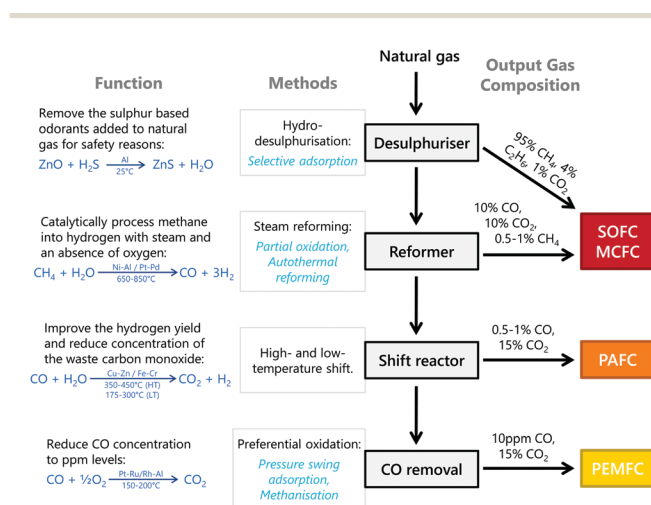 Natural gas
Function
Methods
Output Gas
Composition
Remove the sulphur based
odorants added to natural
gas for safety reasons:
ZnO + H₂S Al 25°C → ZnS + H₂O
Hydro-
desulphurisation:
Selective adsorption
Desulphuriser
95% CH₄, 4%
C₂H₆, 1% CO₂
Catalytically process methane
into hydrogen with steam and
an absence of oxygen:
CH₄ + H₂O Ni-Al / Pt-Pd 650-850°C → CO + 3H₂
Steam reforming:
Partial oxidation,
Autothermal
reforming
Reformer
10% CO,
10% CO₂,
0.5-1% CH₄
SOFC
MCFC
Improve the hydrogen yield
and reduce concentration of
the waste carbon monoxide:
CO + H₂O Cu-Zn / Fe-Cr → CO₂ + H₂
350-450°C (HT)
175-300°C (LT)
High- and low-
temperature shift.
Shift reactor
0.5-1% CO,
15% CO₂
PAFC
Reduce CO concentration
to ppm levels:
CO + ½O₂ Pt-Ru/Rh-Al 150-200°C → CO₂
Preferential oxidation:
Pressure swing
adsorption,
Methanisation
CO removal
10ppm CO,
15% CO₂
PEMFC